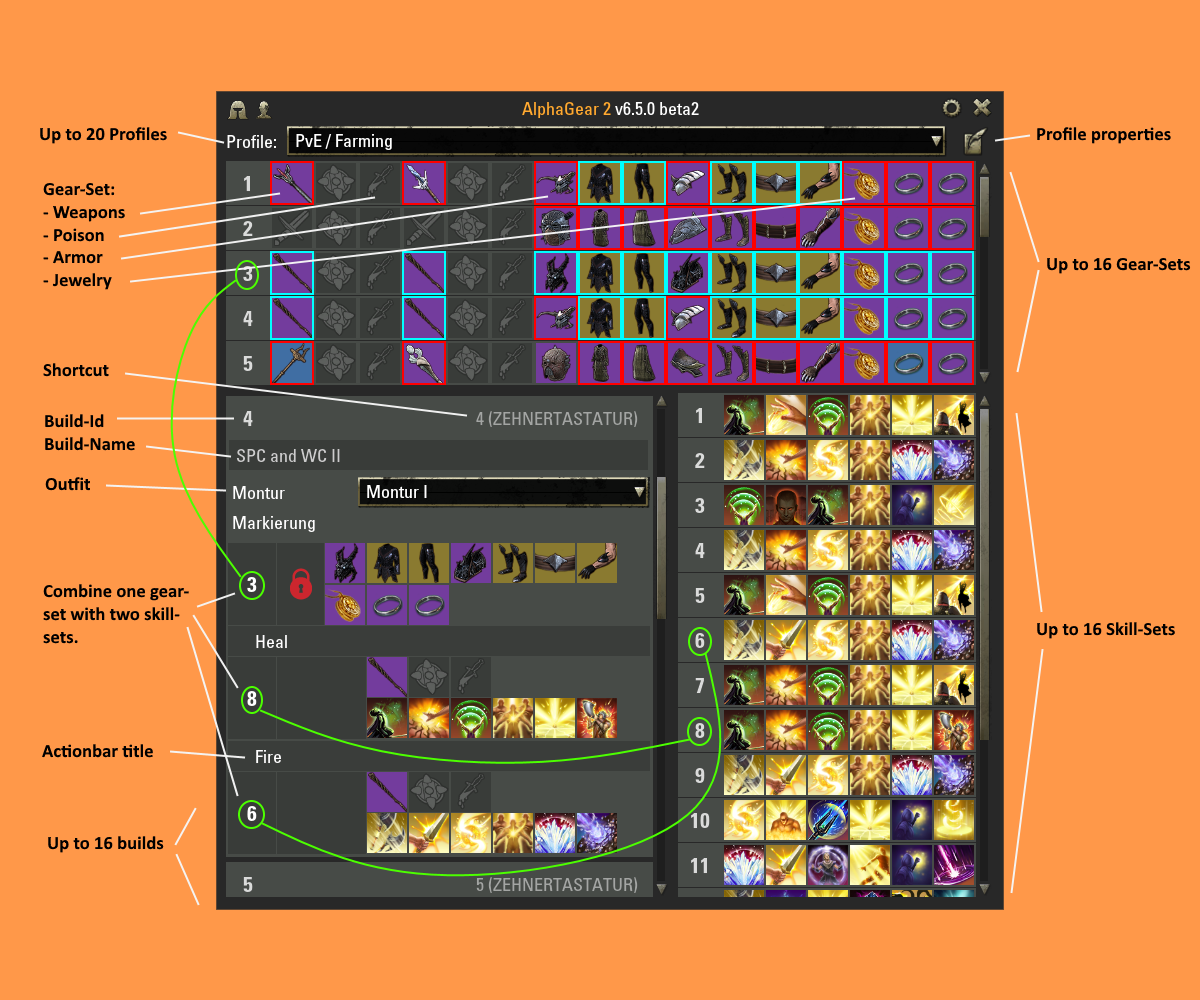 AlphaGear 2 v6.5.0 beta2
Up to 20 Profiles
Profile: PvE / Farming
Profile properties
Gear-Set:
- Weapons
- Poison
- Armor
- Jewelry
1
2
3
4
5
Up to 16 Gear-Sets
Shortcut
Build-Id
4 4 (ZEHNERTASTATUR)
Build-Name
SPC and WC II
Outfit
Montur Montur I
Markierung
Combine one gear-
set with two skill-
sets.
3
Heal
8
Actionbar title
Fire
6
Up to 16 builds
5 5 (ZEHNERTASTATUR)
1
2
3
4
5
6
7
8
9
10
11
Up to 16 Skill-Sets